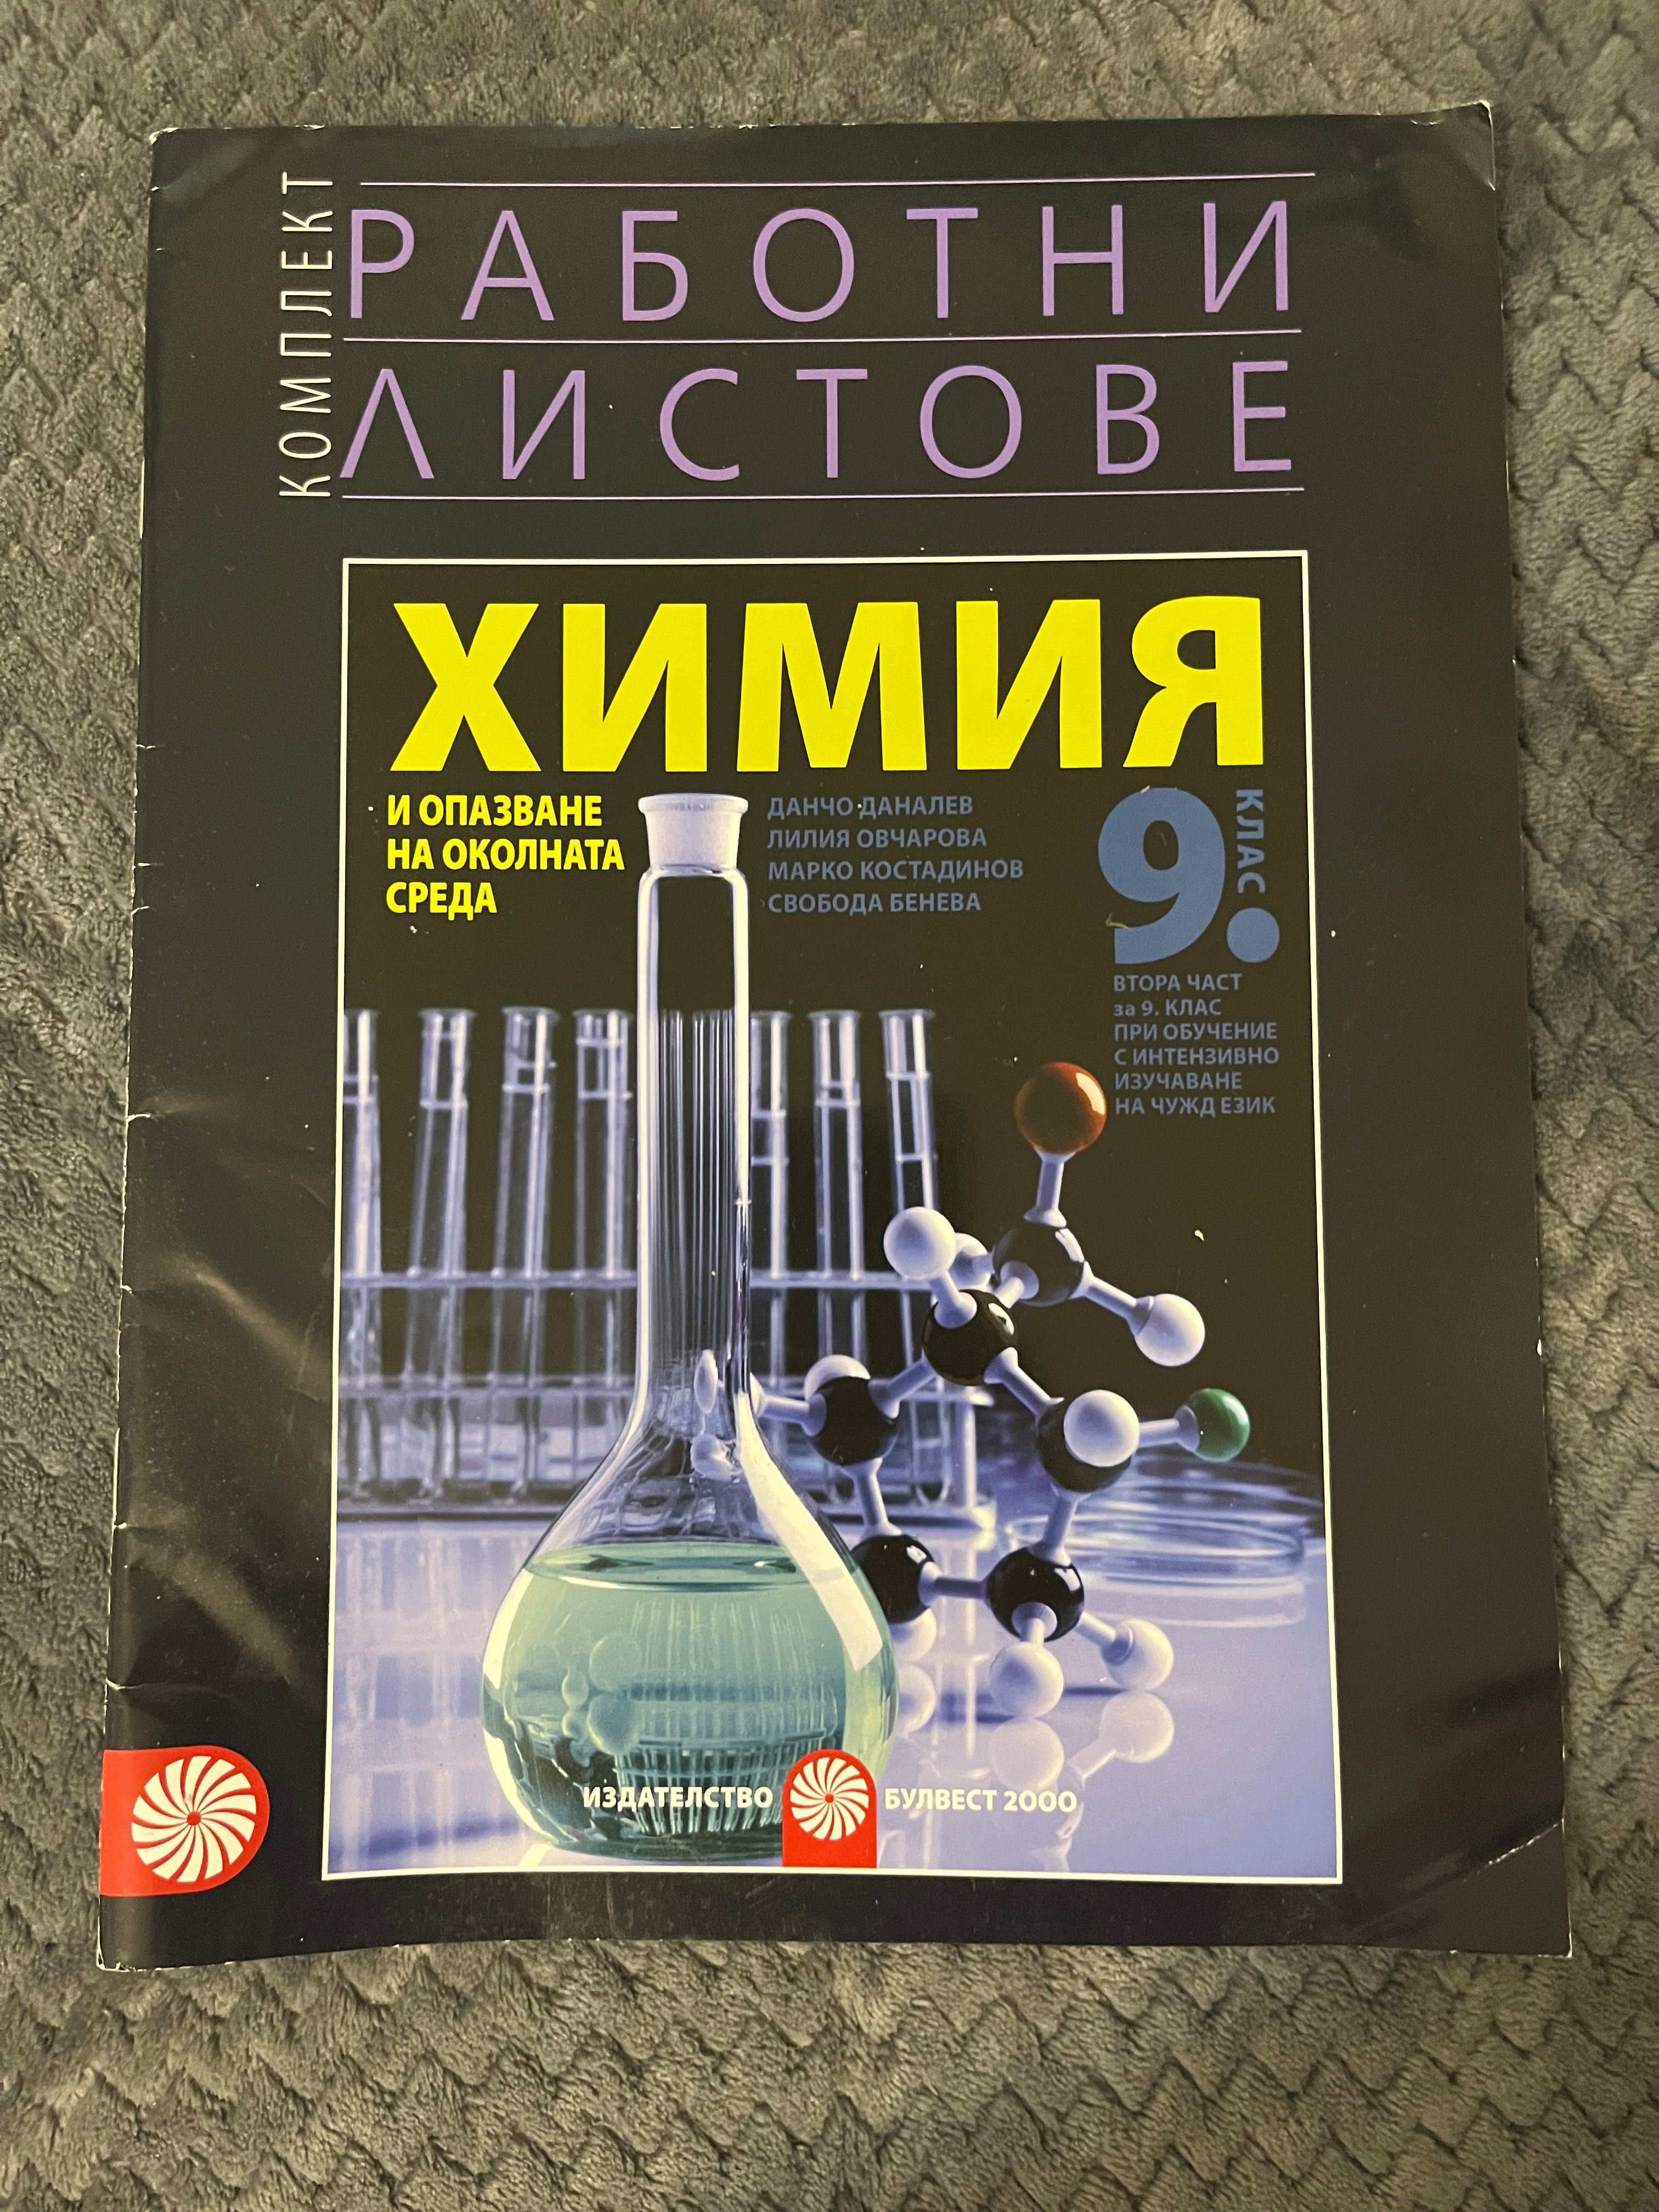 КОМПЛЕКТ
РАБОТНИ
ЛИСТОВЕ
ХИМИЯ
И ОПАЗВАНЕ
НА ОКОЛНАТА
СРЕДА
ДАНЧО ДАНАЛЕВ
ЛИЛИЯ ОВЧАРОВА
МАРКО КОСТАДИНОВ
СВОБОДА БЕНЕВА
9.
КЛАС
ВТОРА ЧАСТ
за 9. КЛАС
ПРИ ОБУЧЕНИЕ
С ИНТЕНЗИВНО
ИЗУЧАВАНЕ
НА ЧУЖД ЕЗИК
ИЗДАТЕЛСТВО БУЛВЕСТ 2000